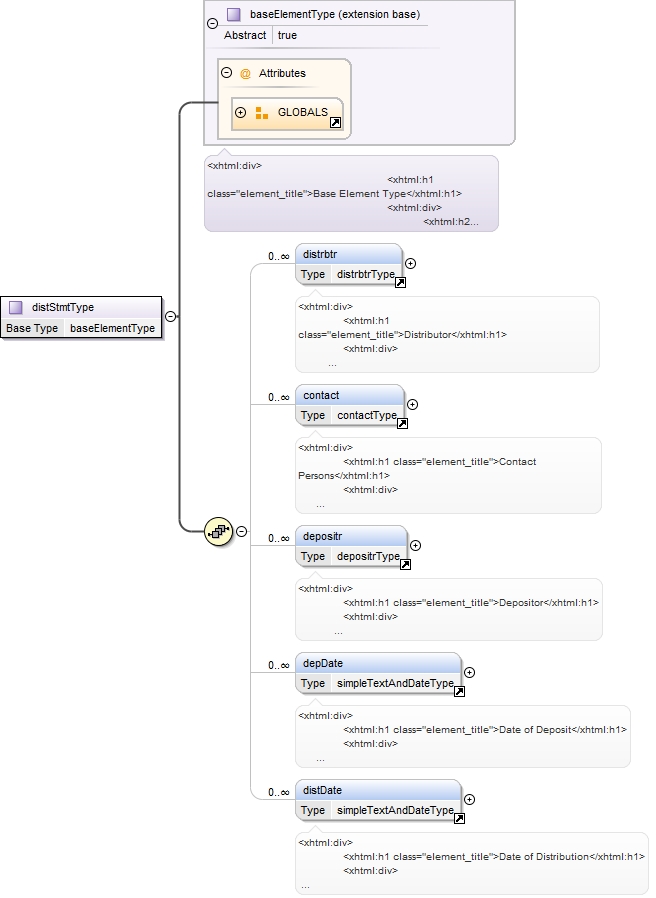 baseElementType (extension base)
Abstract true
@ Attributes
GLOBALS
<xhtml:div>
<xhtml:h1
class="element_title">Base Element Type</xhtml:h1>
<xhtml:div>
<xhtml:h2...
distStmtType
Base Type baseElementType
0..∞ distrbtr
Type distrbtrType
<xhtml:div>
<xhtml:h1
class="element_title">Distributor</xhtml:h1>
<xhtml:div>
...
0..∞ contact
Type contactType
<xhtml:div>
<xhtml:h1 class="element_title">Contact
Persons</xhtml:h1>
<xhtml:div>
...
0..∞ depositr
Type depositrType
<xhtml:div>
<xhtml:h1 class="element_title">Depositor</xhtml:h1>
<xhtml:div>
...
0..∞ depDate
Type simpleTextAndDateType
<xhtml:div>
<xhtml:h1 class="element_title">Date of Deposit</xhtml:h1>
<xhtml:div>
...
0..∞ distDate
Type simpleTextAndDateType
<xhtml:div>
<xhtml:h1 class="element_title">Date of Distribution</xhtml:h1>
<xhtml:div>
...